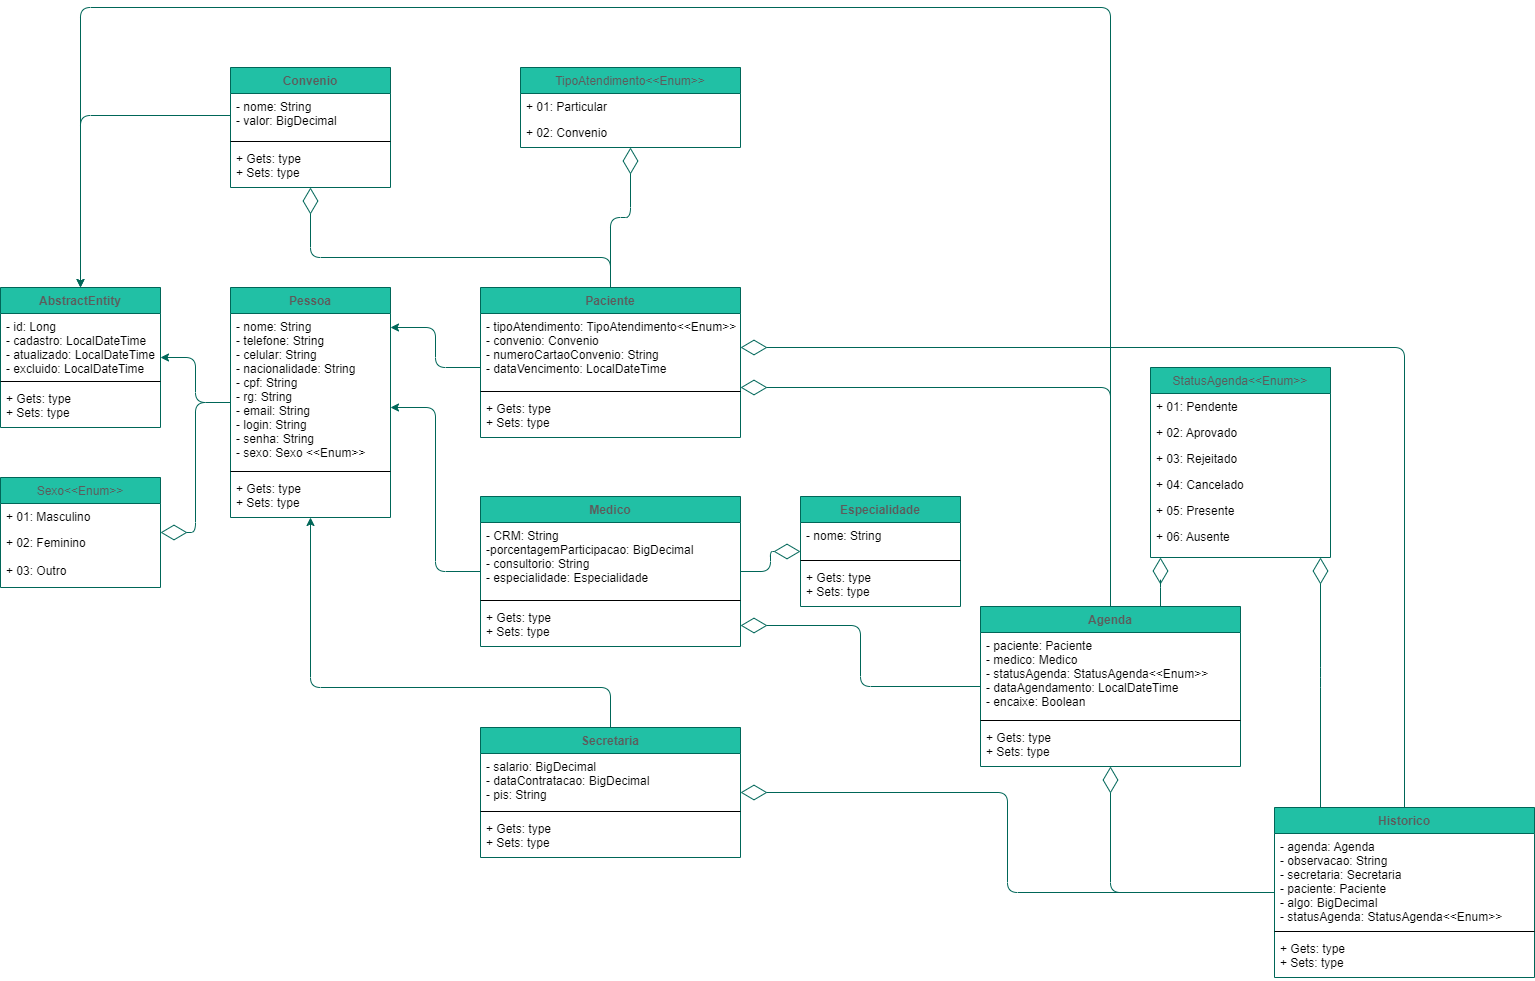 Convenio
- nome: String
- valor: BigDecimal
+ Gets: type
+ Sets: type
TipoAtendimento<<Enum>>
+ 01: Particular
+ 02: Convenio
AbstractEntity
- id: Long
- cadastro: LocalDateTime
- atualizado: LocalDateTime
- excluido: LocalDateTime
+ Gets: type
+ Sets: type
Pessoa
- nome: String
- telefone: String
- celular: String
- nacionalidade: String
- cpf: String
- rg: String
- email: String
- login: String
- senha: String
- sexo: Sexo <<Enum>>
+ Gets: type
+ Sets: type
Paciente
- tipoAtendimento: TipoAtendimento<<Enum>>
- convenio: Convenio
- numeroCartaoConvenio: String
- dataVencimento: LocalDateTime
+ Gets: type
+ Sets: type
StatusAgenda<<Enum>>
+ 01: Pendente
+ 02: Aprovado
+ 03: Rejeitado
+ 04: Cancelado
+ 05: Presente
+ 06: Ausente
Sexo<<Enum>>
+ 01: Masculino
+ 02: Feminino
+ 03: Outro
Medico
- CRM: String
-porcentagemParticipacao: BigDecimal
- consultorio: String
- especialidade: Especialidade
+ Gets: type
+ Sets: type
Especialidade
- nome: String
+ Gets: type
+ Sets: type
Agenda
- paciente: Paciente
- medico: Medico
- statusAgenda: StatusAgenda<<Enum>>
- dataAgendamento: LocalDateTime
- encaixe: Boolean
+ Gets: type
+ Sets: type
Secretaria
- salario: BigDecimal
- dataContratacao: BigDecimal
- pis: String
+ Gets: type
+ Sets: type
Historico
- agenda: Agenda
- observacao: String
- secretaria: Secretaria
- paciente: Paciente
- algo: BigDecimal
- statusAgenda: StatusAgenda<<Enum>>
+ Gets: type
+ Sets: type